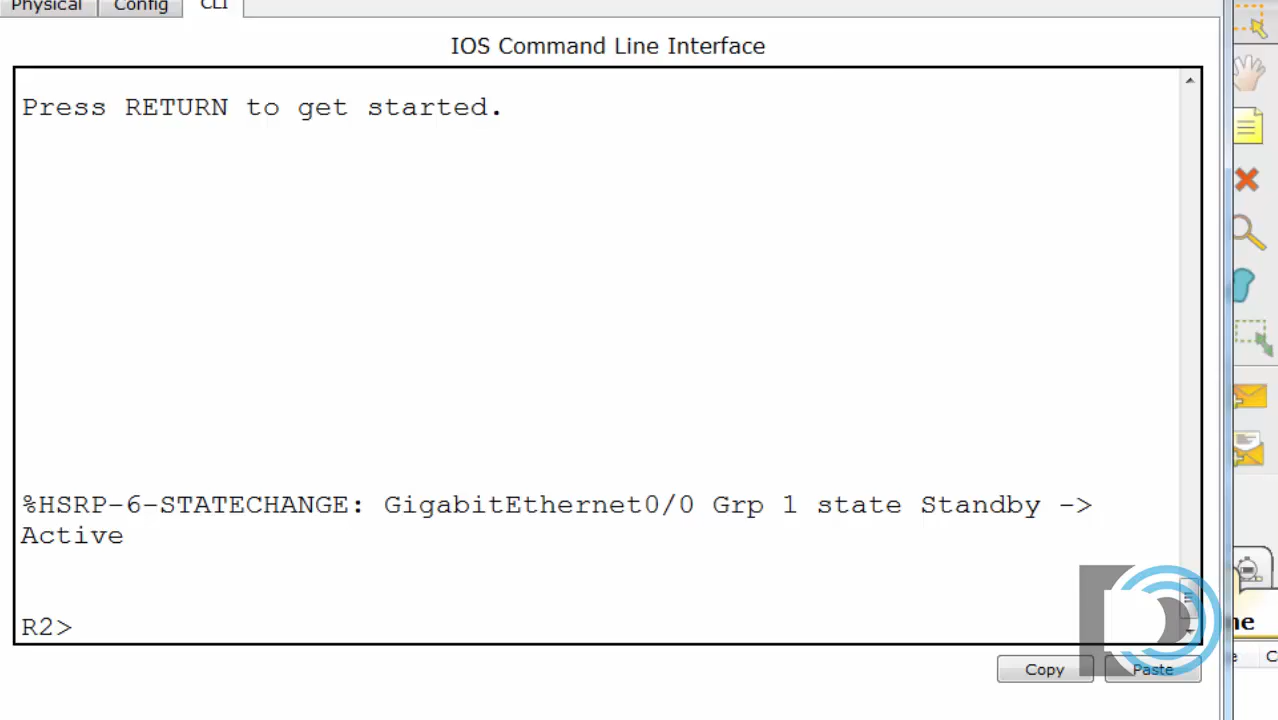 Physical Config CLI
IOS Command Line Interface
Press RETURN to get started.
%HSRP-6-STATECHANGE: GigabitEthernet0/0 Grp 1 state Standby ->
Active
R2>
Copy Paste